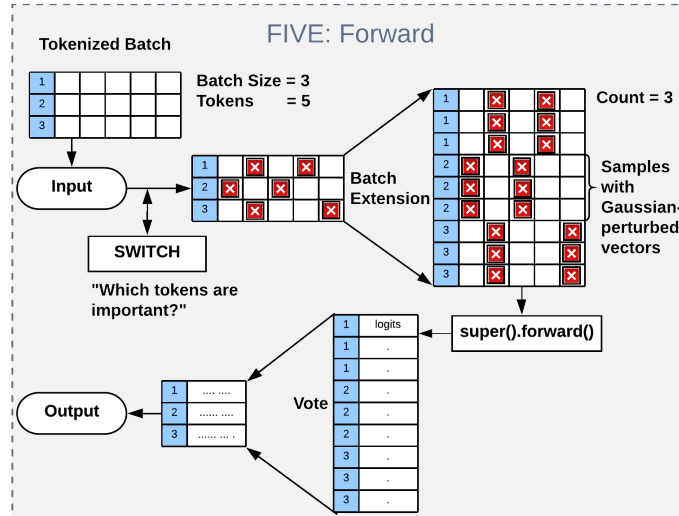 FIVE: Forward
Tokenized Batch
1
2
3
Batch Size = 3
Tokens = 5
Input
1
2
3
Batch
Extension
1
1
1
2
2
2
3
3
3
Count = 3
Samples
with
Gaussian-
perturbed
vectors
SWITCH
"Which tokens are
important?"
super().forward()
1 logits
1 .
1 .
2 .
2 .
2 .
3 .
3 .
3 .
Vote
1 .... ....
2 ...... ....
3 ...... ... .
Output